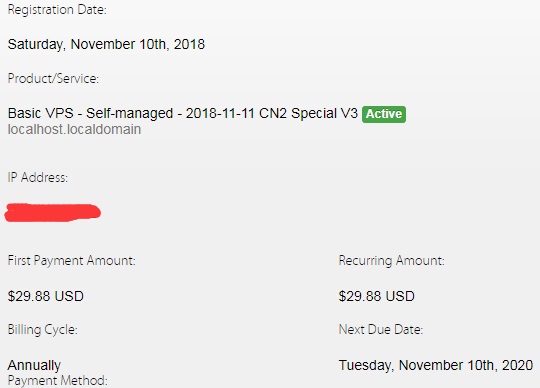 Registration Date:
Saturday, November 10th, 2018
Product/Service:
Basic VPS - Self-managed - 2018-11-11 CN2 Special V3 Active
localhost.localdomain
IP Address:
First Payment Amount:
Recurring Amount:
$29.88 USD
$29.88 USD
Billing Cycle:
Next Due Date:
Annually
Tuesday, November 10th, 2020
Payment Method: